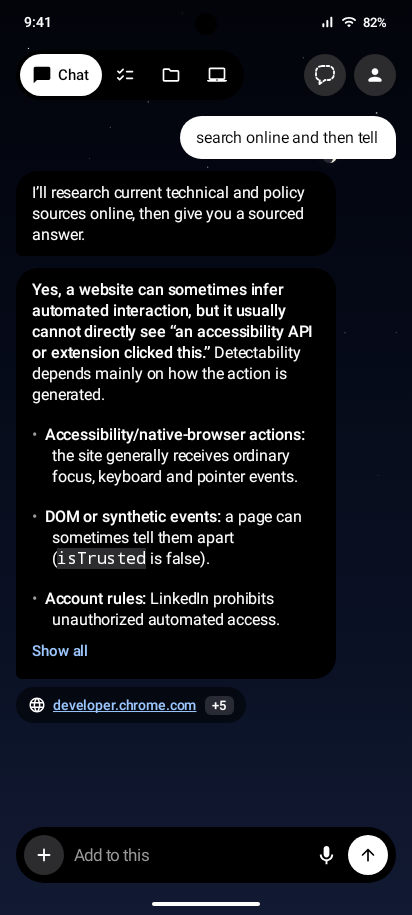 9:41
82%
Chat
search online and then tell
I'll research current technical and policy
sources online, then give you a sourced
answer.
Yes, a website can sometimes infer
automated interaction, but it usually
cannot directly see “an accessibility API
or extension clicked this.” Detectability
depends mainly on how the action is
generated.
• Accessibility/native-browser actions:
the site generally receives ordinary
focus, keyboard and pointer events.
• DOM or synthetic events: a page can
sometimes tell them apart
(isTrusted is false).
• Account rules: LinkedIn prohibits
unauthorized automated access.
Show all
developer.chrome.com +5
Add to this